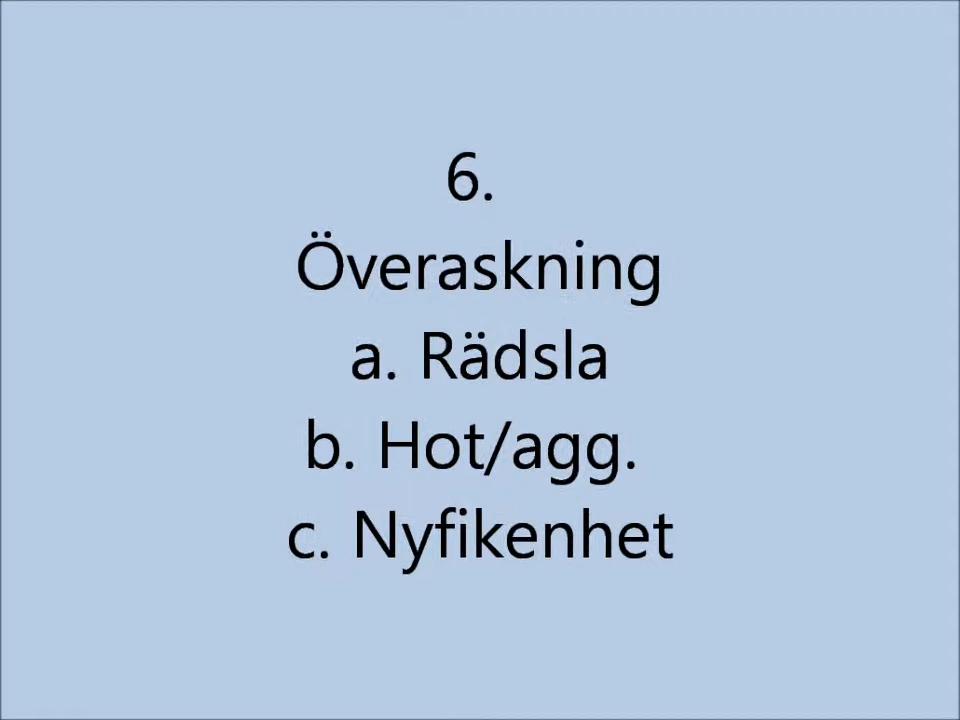 6.
Överaskning
a. Rädsla
b. Hot/agg.
c. Nyfikenhet